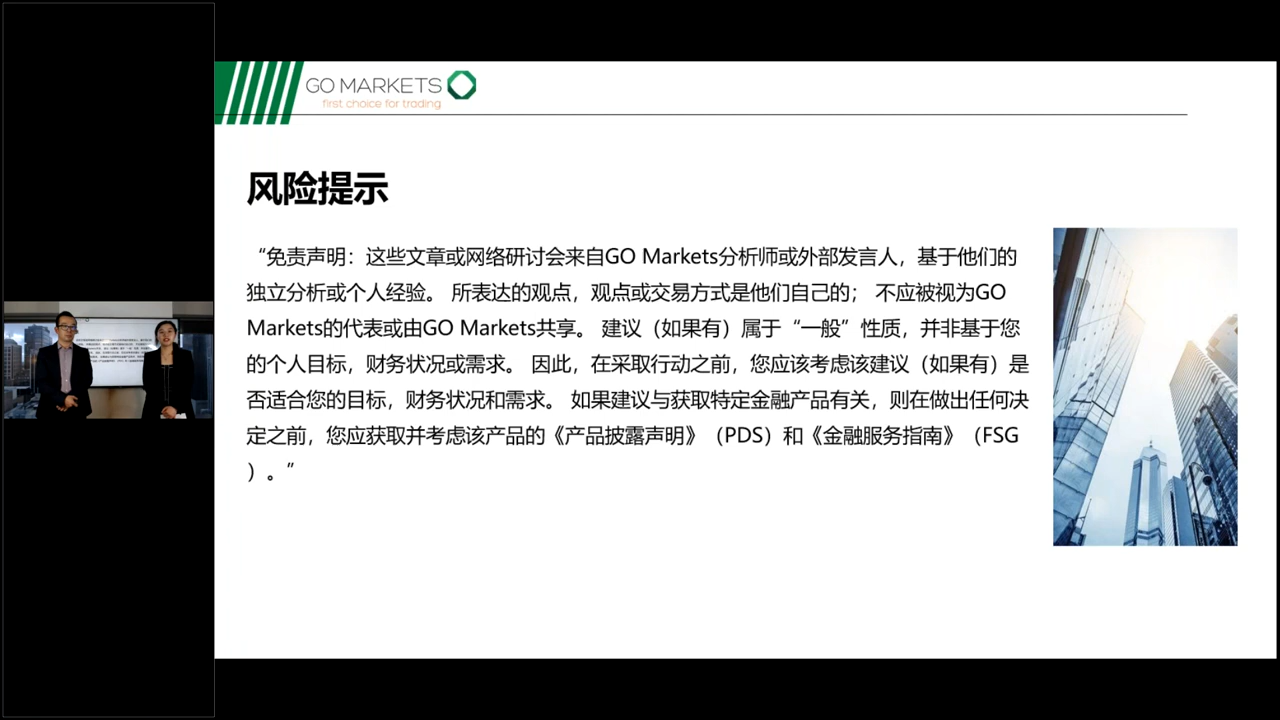 GO MARKETS
first choice for trading
风险提示
“免责声明：这些文章或网络研讨会来自GO Markets分析师或外部发言人，基于他们的
独立分析或个人经验。 所表达的观点，观点或交易方式是他们自己的； 不应被视为GO
Markets的代表或由GO Markets共享。 建议（如果有）属于“一般”性质，并非基于您
的个人目标，财务状况或需求。 因此，在采取行动之前，您应该考虑该建议（如果有）是
否适合您的目标，财务状况和需求。 如果建议与获取特定金融产品有关，则在做出任何决
定之前，您应获取并考虑该产品的《产品披露声明》（PDS）和《金融服务指南》（FSG
）。”